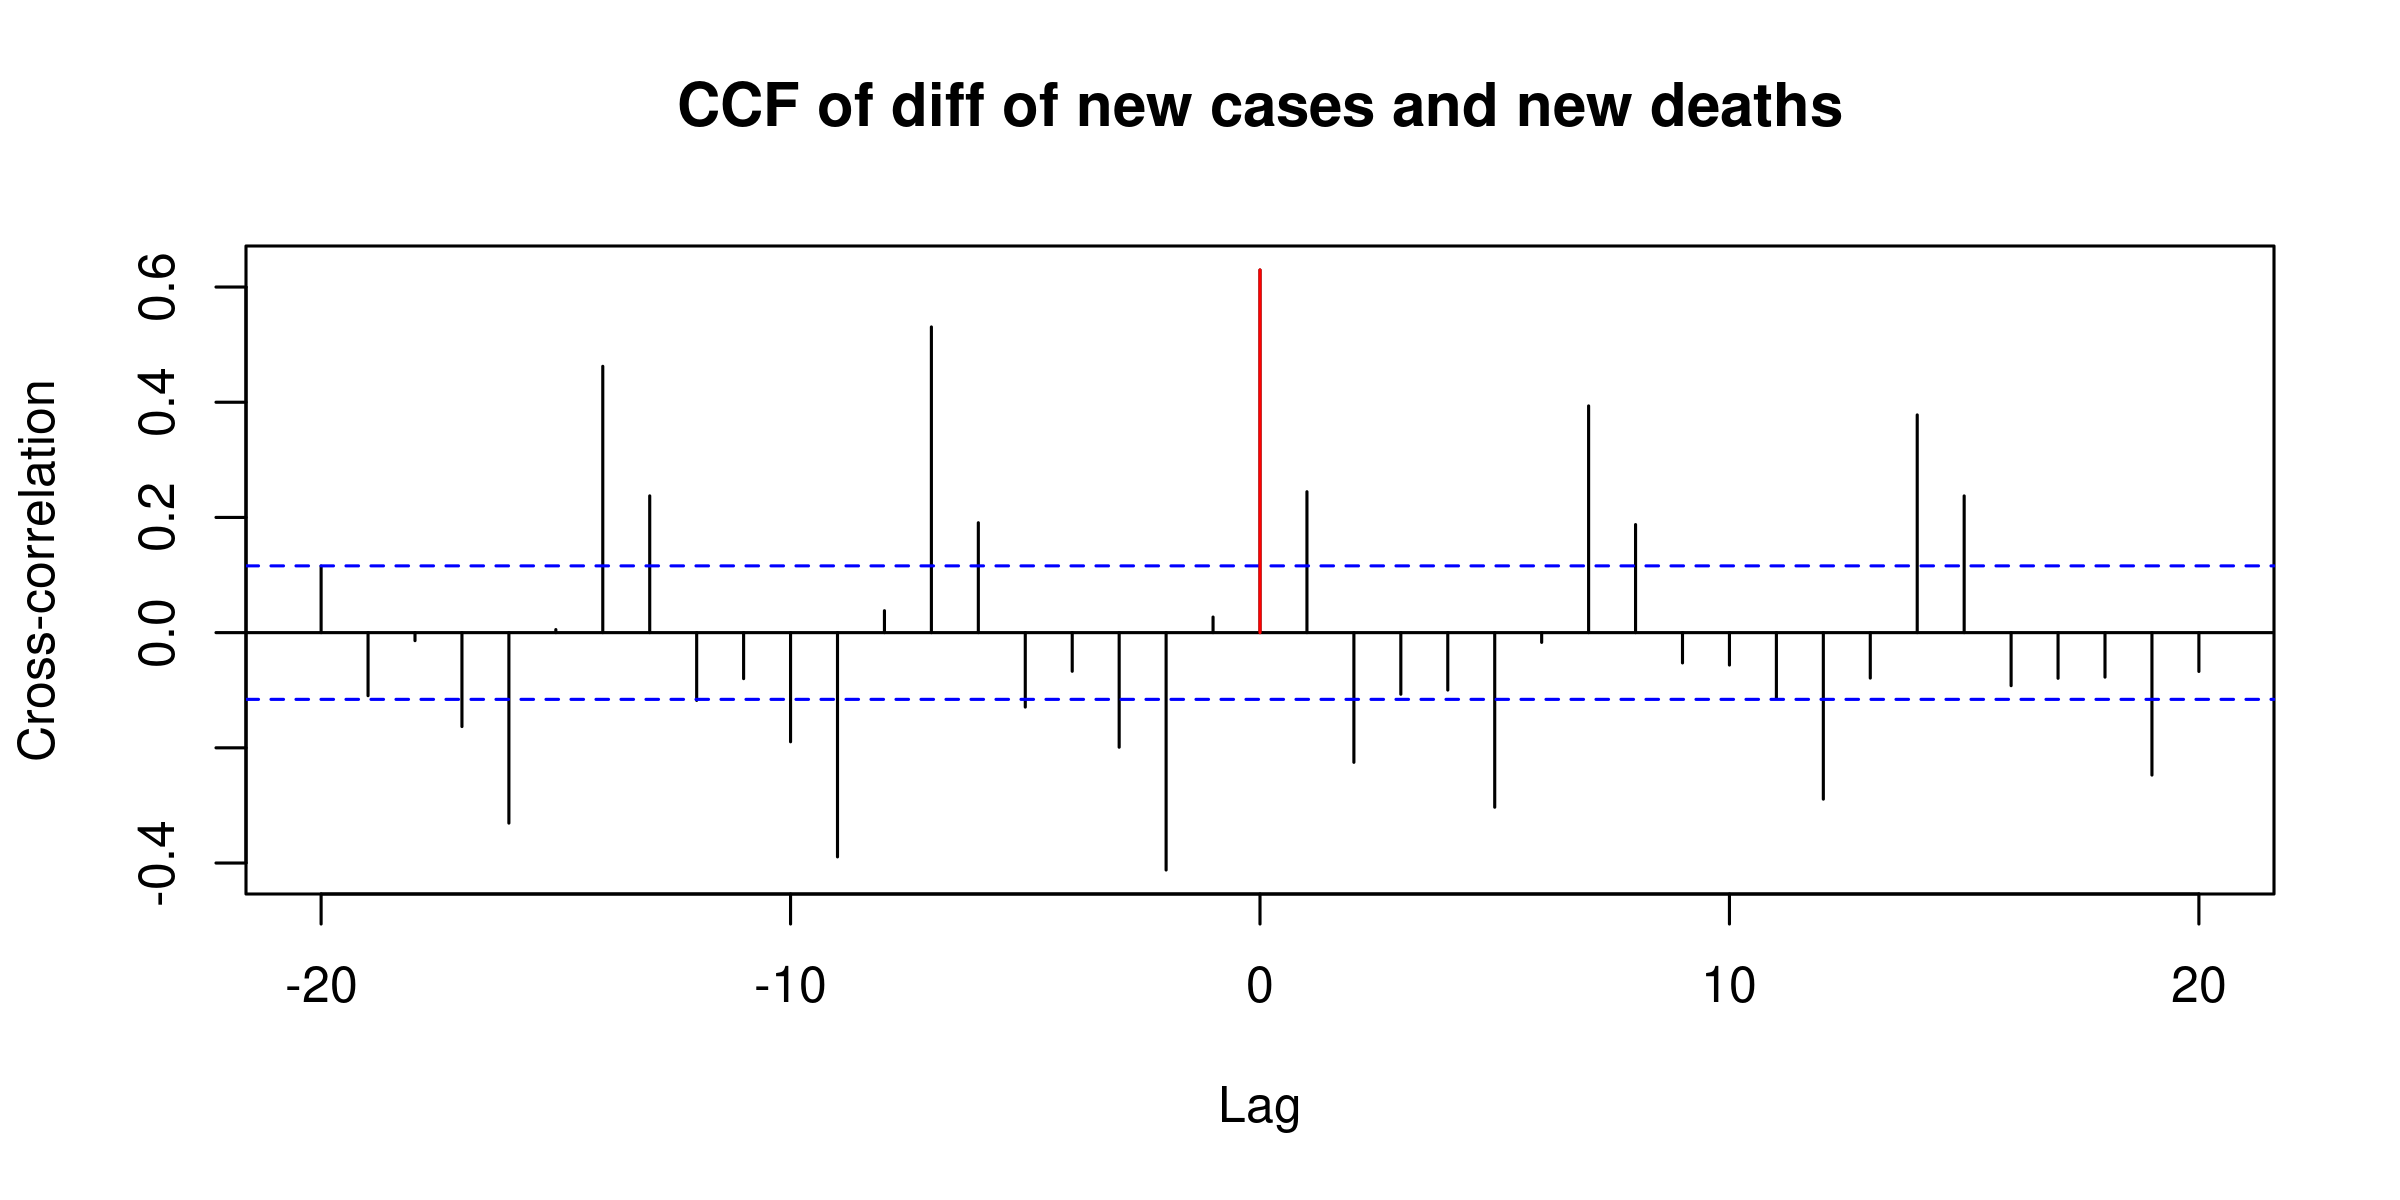 CCF of diff of new cases and new deaths
Cross-correlation
0.6
0.4
0.2
0.0
-0.4
-20 -10 0 10 20
Lag